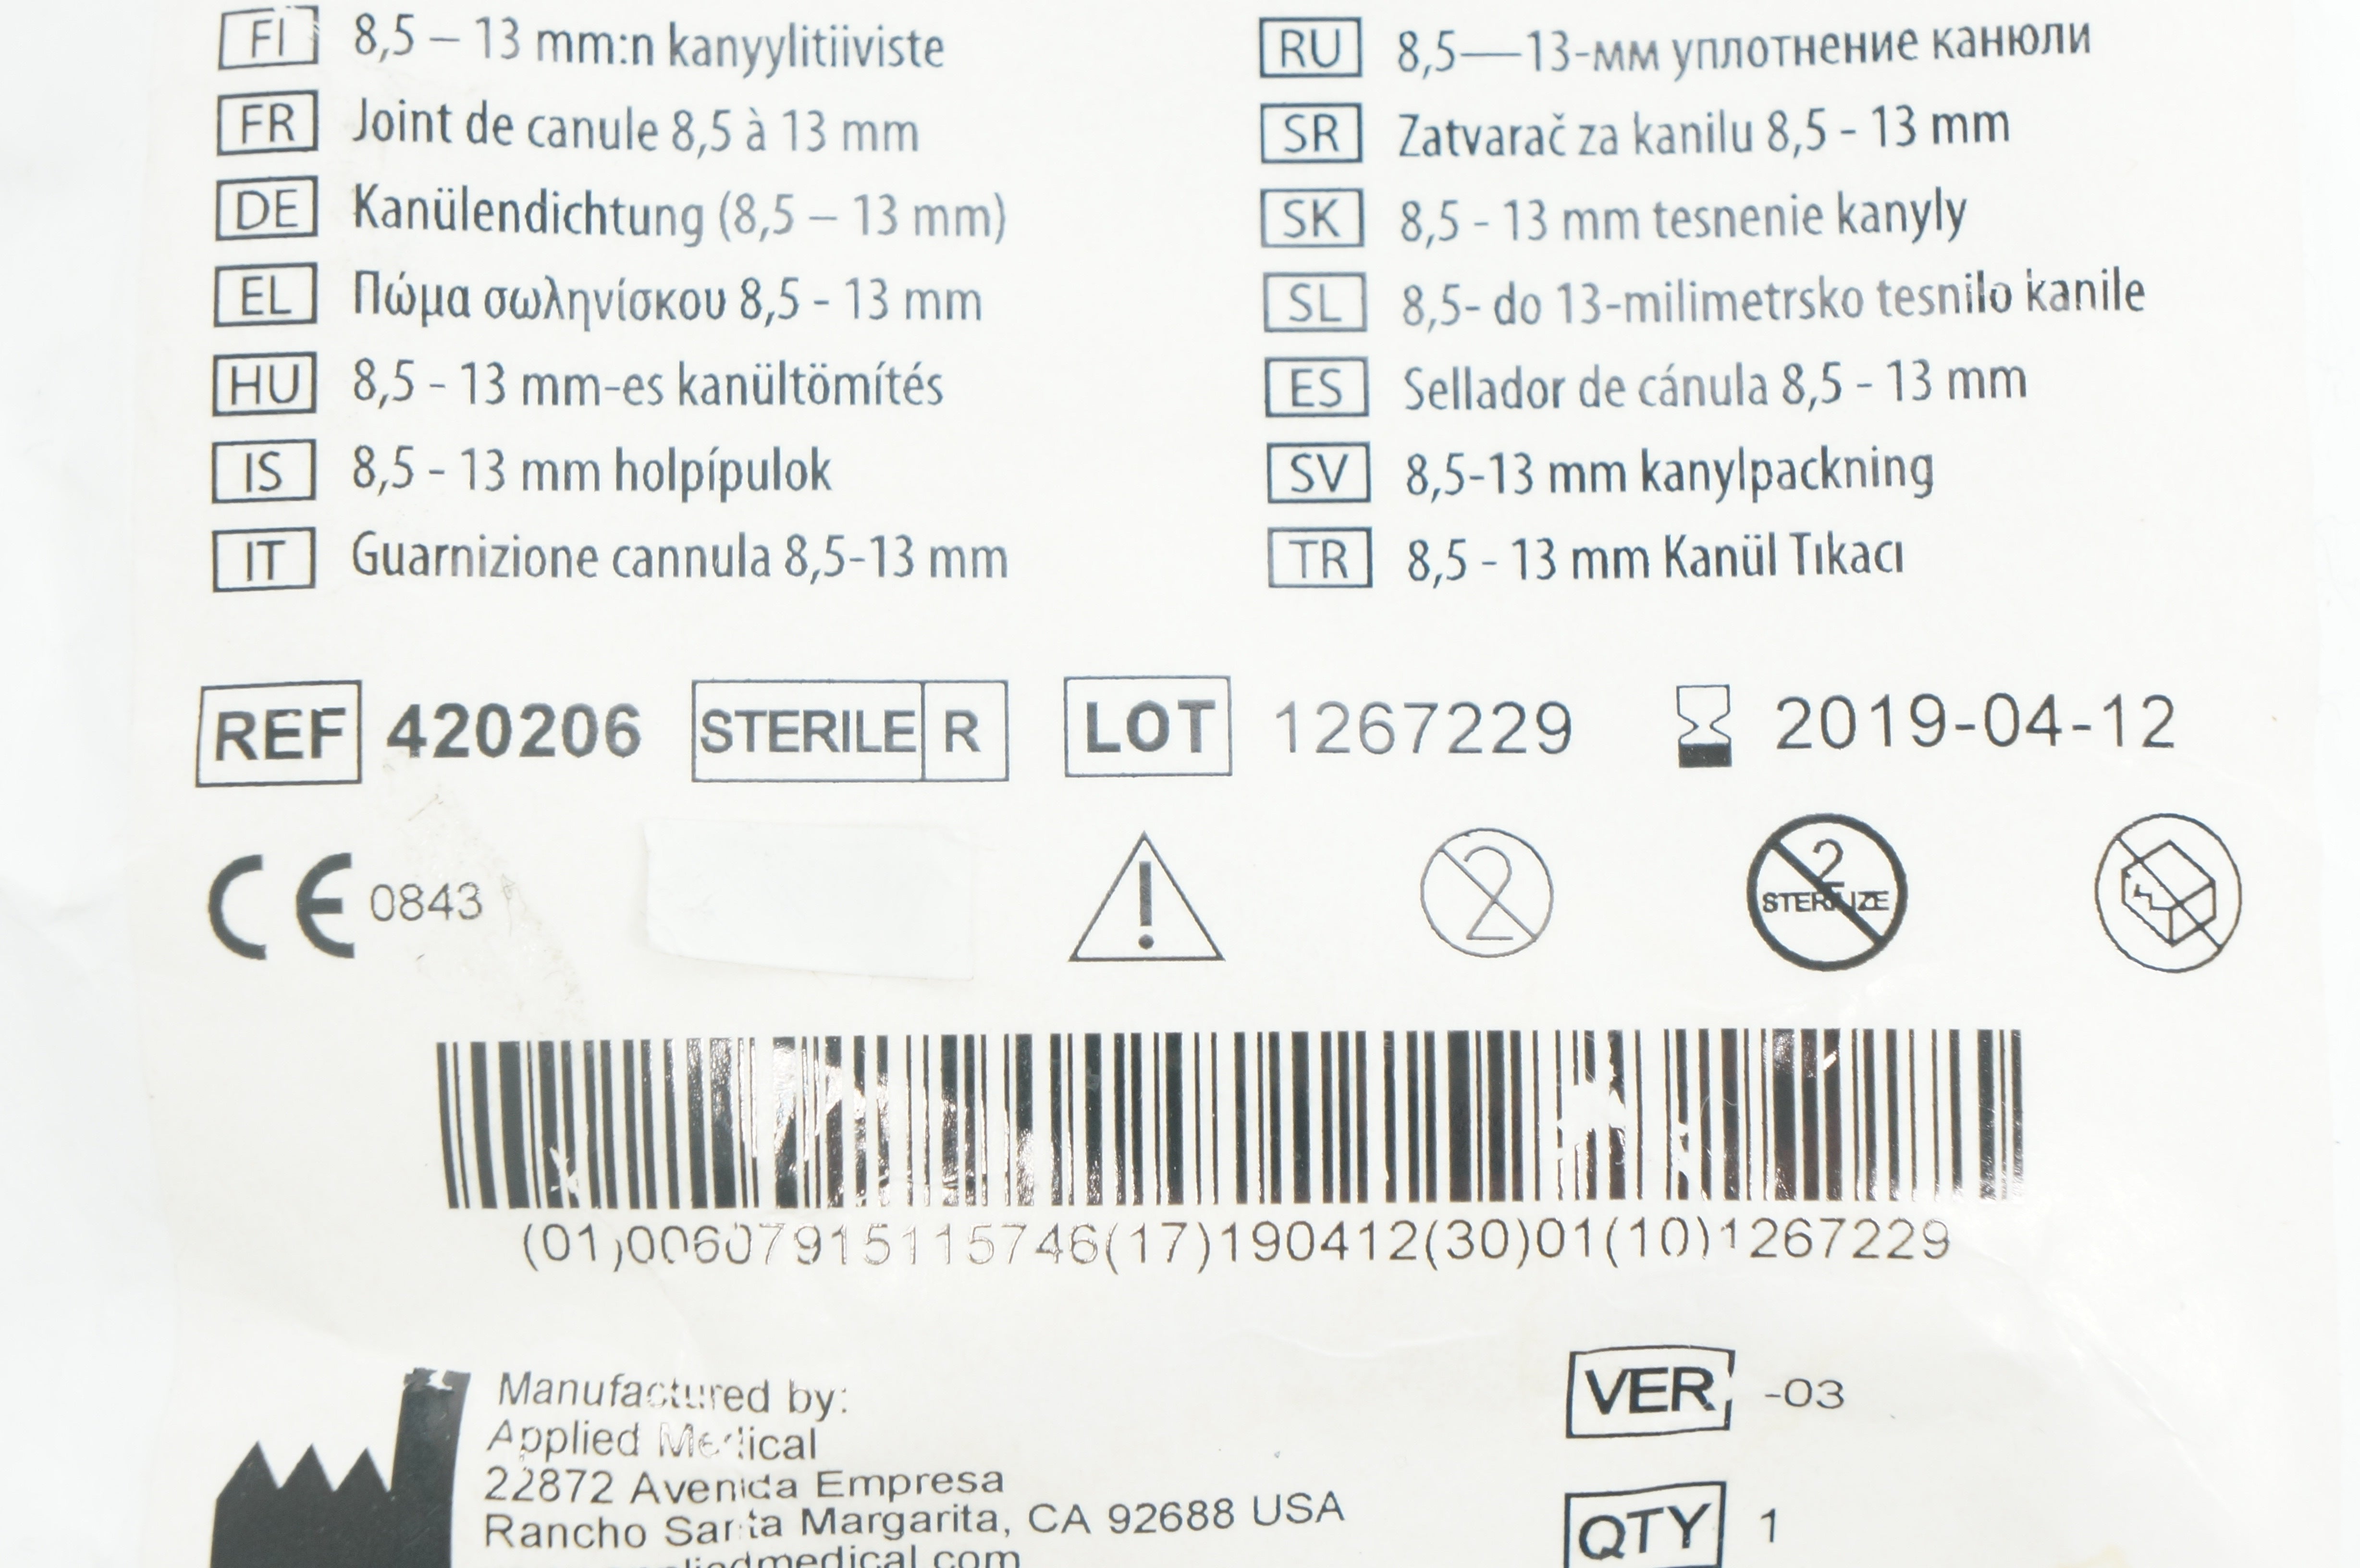 FI 8,5 – 13 mm:n kanyylitiiviste
FR Joint de canule 8,5 à 13 mm
DE Kanülendichtung (8,5 – 13 mm)
EL Πώμα σωληνίσκου 8,5 - 13 mm
HU 8,5 - 13 mm-es kanültömítés
IS 8,5 - 13 mm holpípulok
IT Guarnizione cannula 8,5-13 mm
RU 8,5—13-мм уплотнение канюли
SR Zatvarač za kanilu 8,5 - 13 mm
SK 8,5 - 13 mm tesnenie kanyly
SL 8,5- do 13-milimetrsko tesnilo kanile
ES Sellador de cánula 8,5 - 13 mm
SV 8,5-13 mm kanylpackning
TR 8,5 - 13 mm Kanül Tıkacı
REF 420206 STERILE R LOT 1267229 2019-04-12
CE 0843 ! 2 2 STERILIZE
(01)00607915115746(17)190412(30)01(10)1267229
Manufactured by:
Applied Medical
22872 Avenida Empresa
Rancho Santa Margarita, CA 92688 USA
VER -03
QTY 1